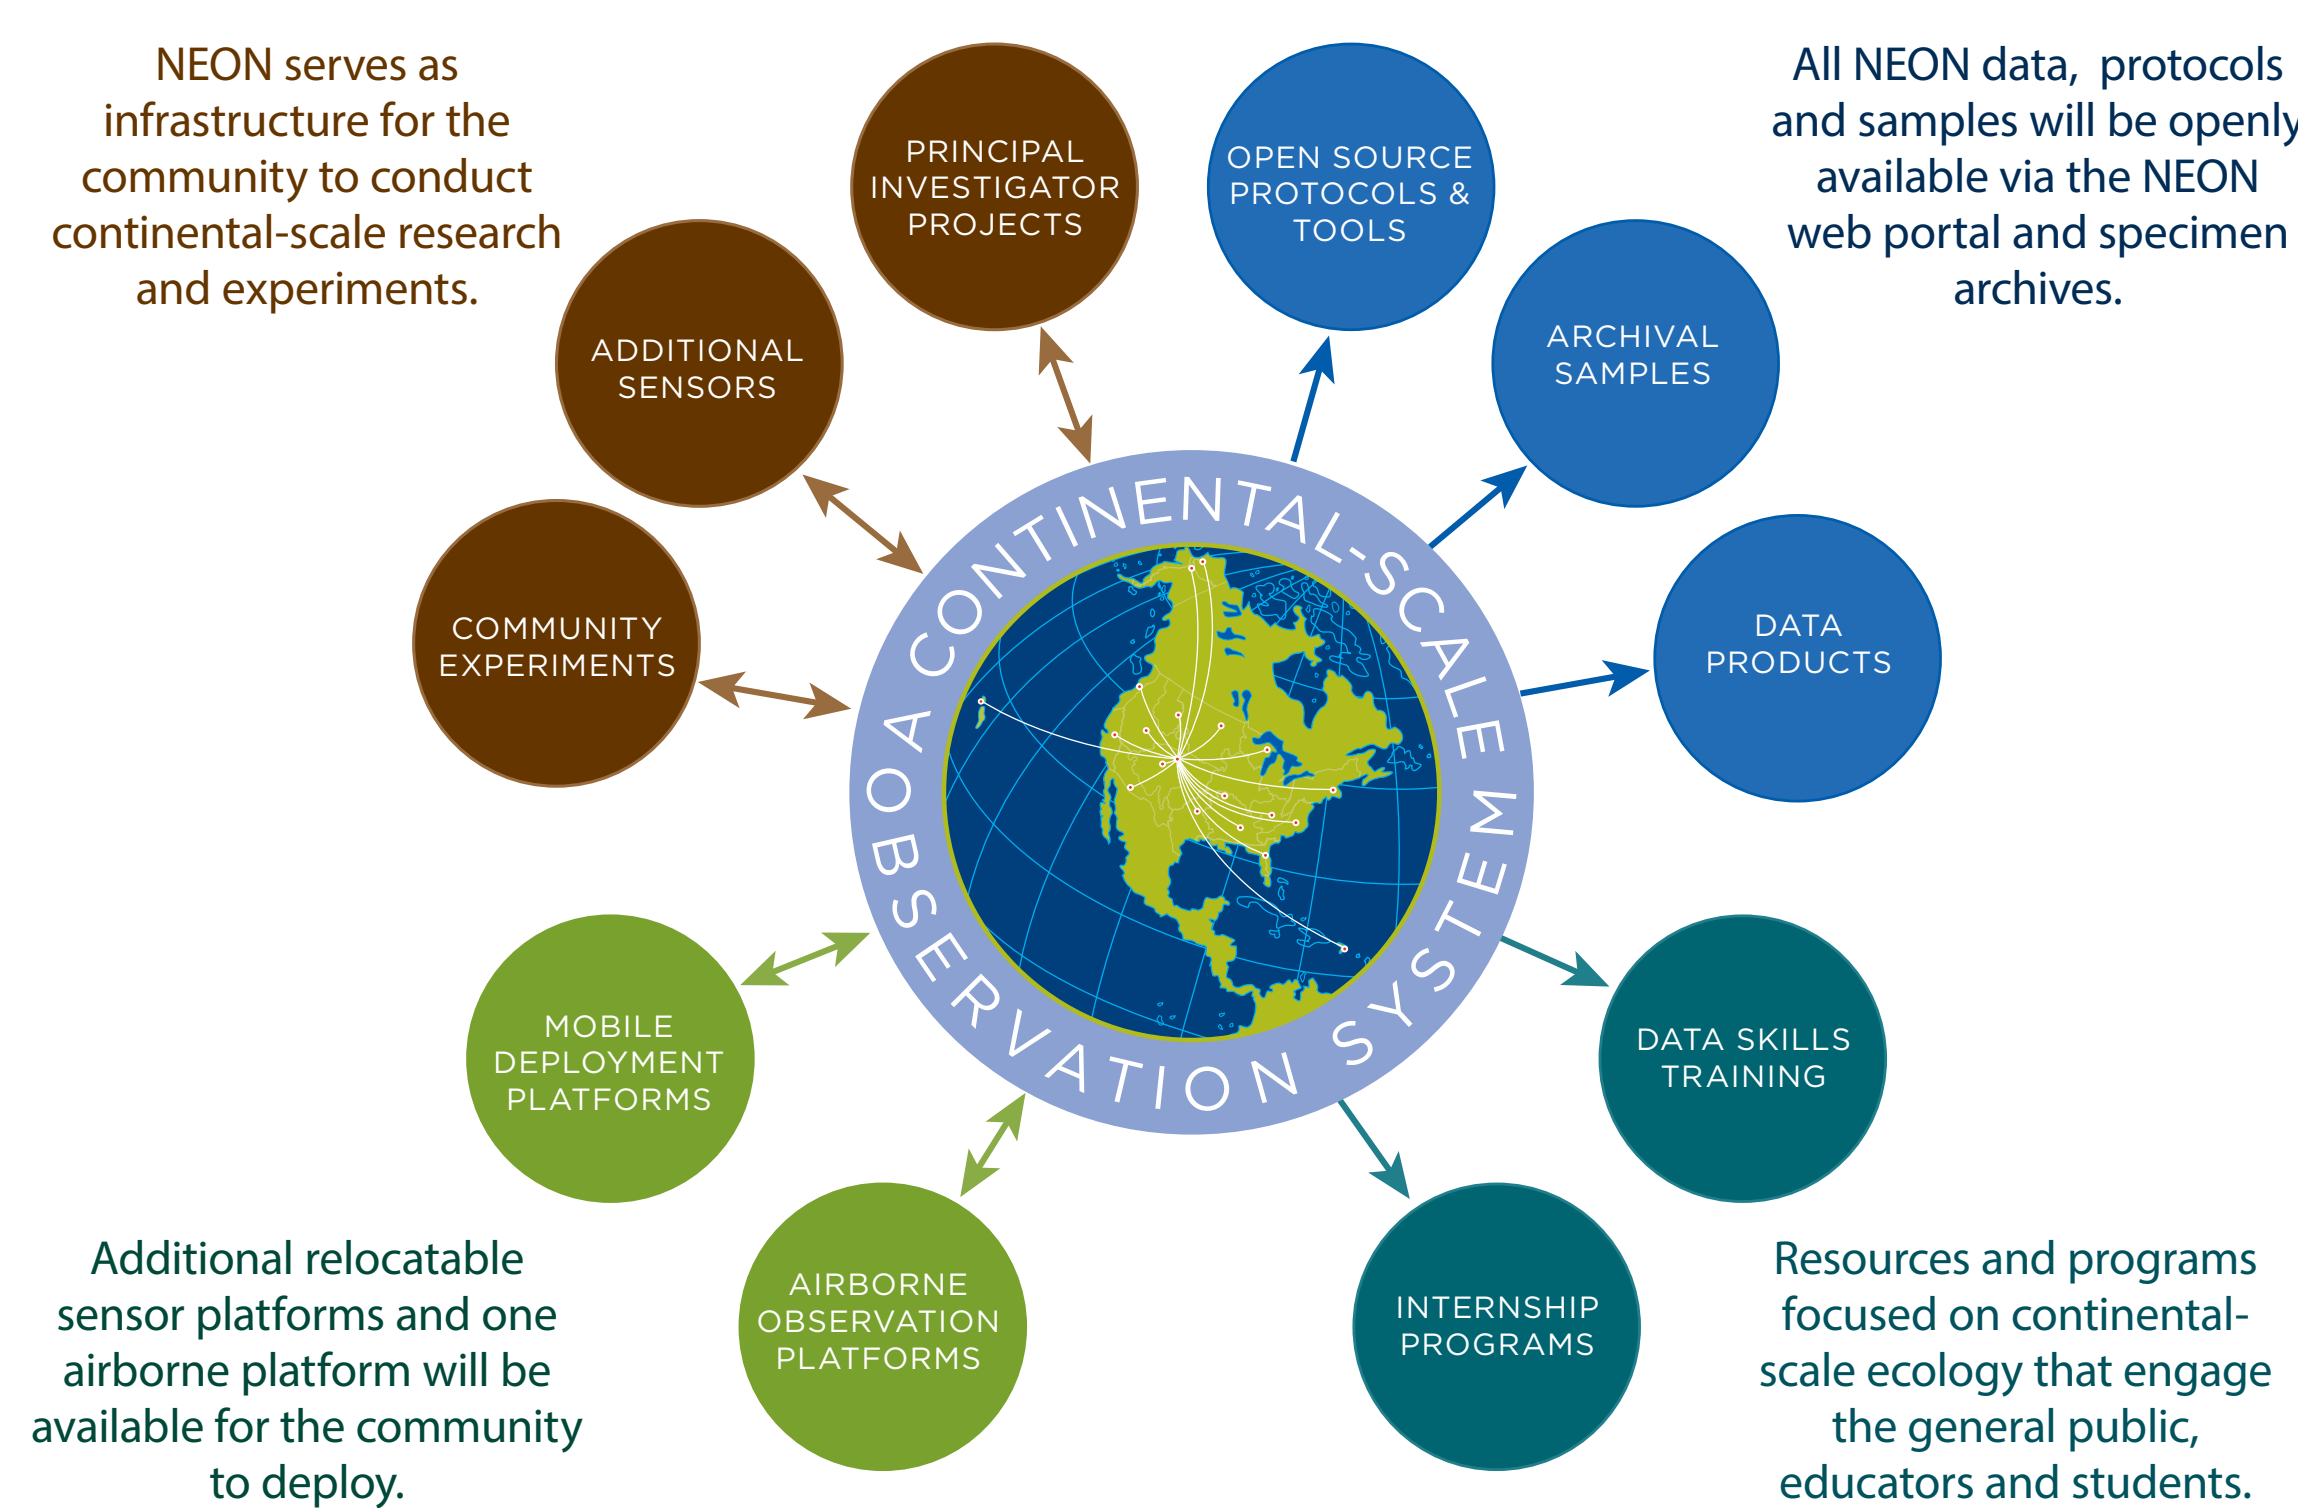 NEON serves as
infrastructure for the
community to conduct
continental-scale research
and experiments.
PRINCIPAL
INVESTIGATOR
PROJECTS
OPEN SOURCE
PROTOCOLS &
TOOLS
All NEON data,  protocols
and samples will be openly
available via the NEON
web portal and specimen
archives.
ADDITIONAL
SENSORS
ARCHIVAL
SAMPLES
COMMUNITY
EXPERIMENTS
DATA
PRODUCTS
A CONTINENTAL-SCALE
OBSERVATION SYSTEM
MOBILE
DEPLOYMENT
PLATFORMS
DATA SKILLS
TRAINING
AIRBORNE
OBSERVATION
PLATFORMS
INTERNSHIP
PROGRAMS
Additional relocatable
sensor platforms and one
airborne platform will be
available for the community
to deploy.
Resources and programs
focused on continental-
scale ecology that engage
the general public,
educators and students.